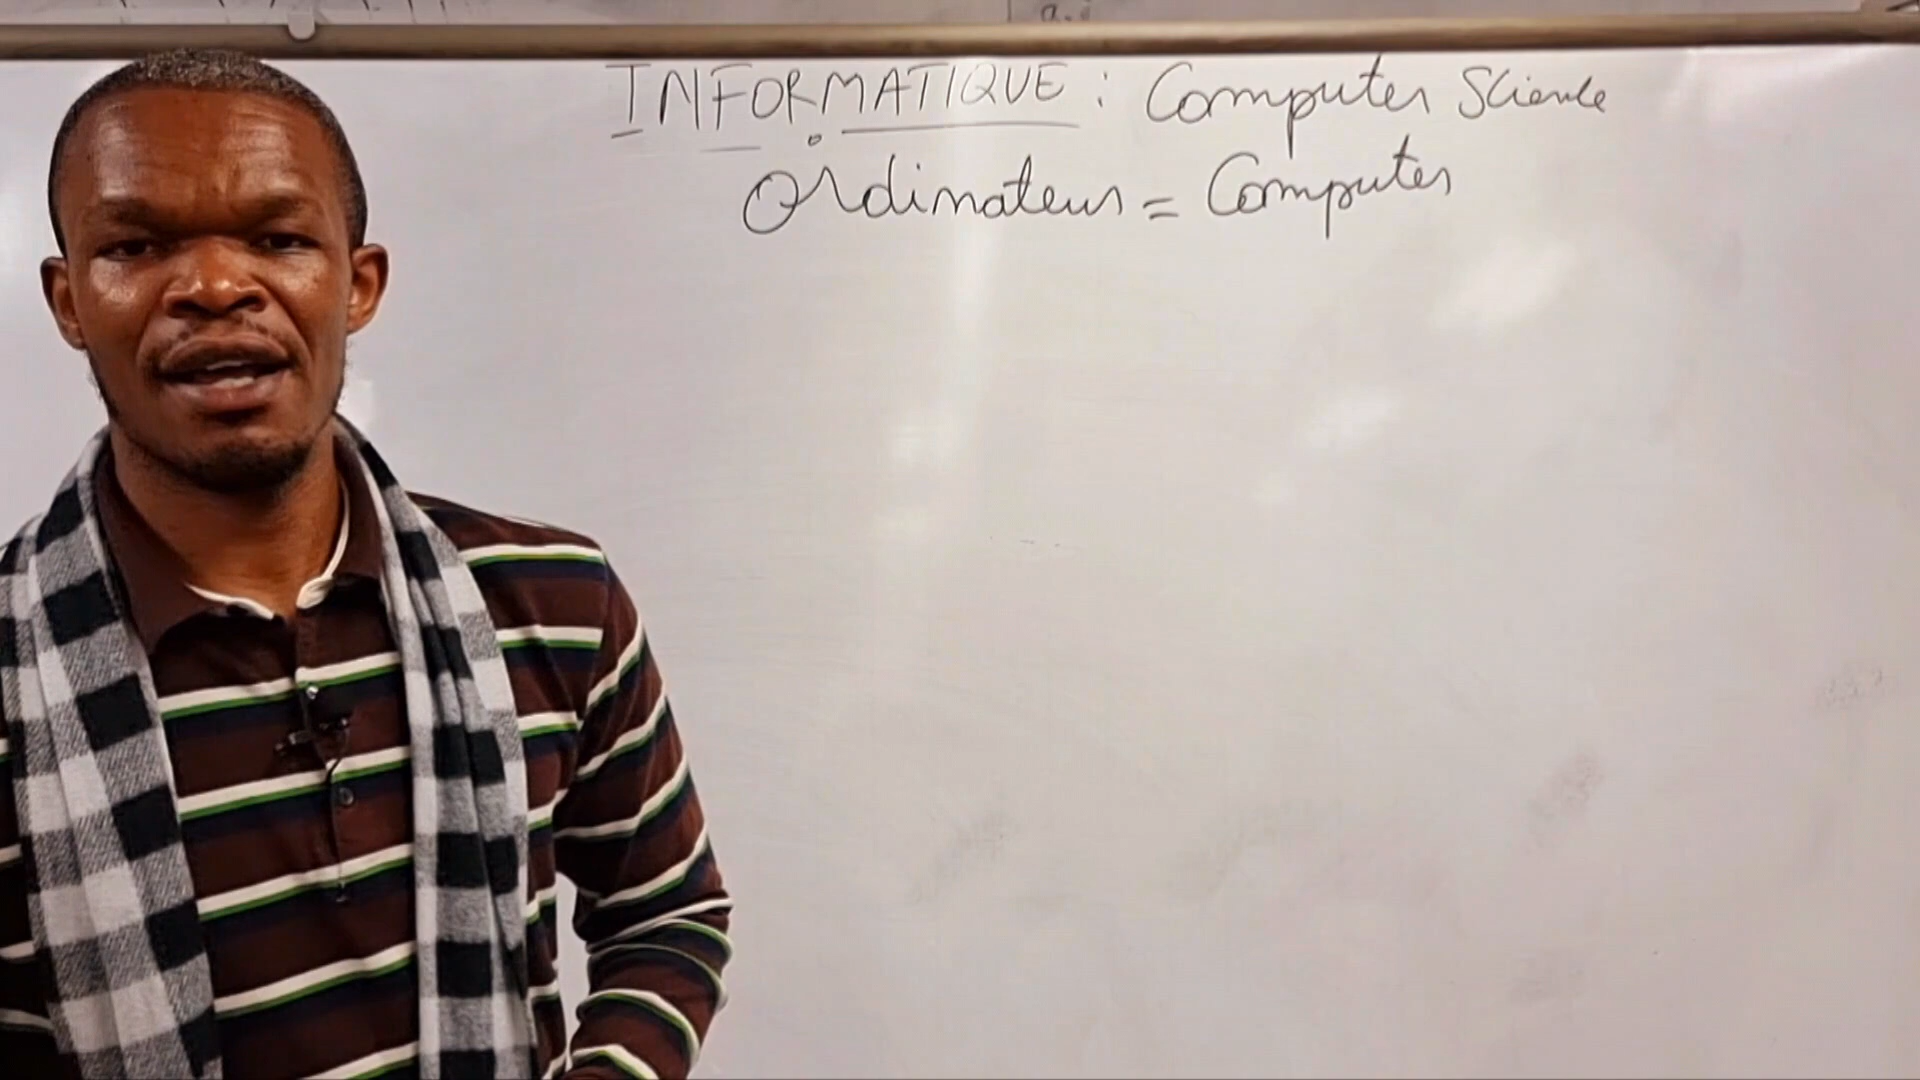 INFORMATIQUE : Computer Science
Ordinateur = Computer